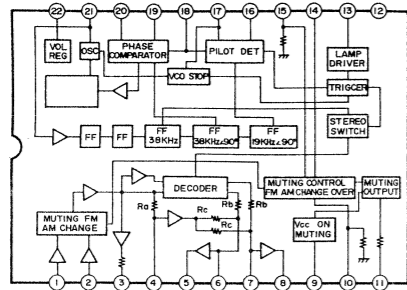 22 21 20 19 18 17 16 15 14 13 12
VOL REG
OSC
PHASE COMPARATOR
PILOT DET
LAMP DRIVER
VCO STOP
TRIGGER
FF
FF
FF 38KHz
FF 38KHz∠90°
FF 19KHz∠90°
STEREO SWITCH
DECODER
MUTING CONTROL FM AM CHANGE OVER
MUTING OUTPUT
MUTING FM AM CHANGE
Ra
Rc
Rc
Rb
Rb
Vcc ON MUTING
1 2 3 4 5 6 7 8 9 10 11